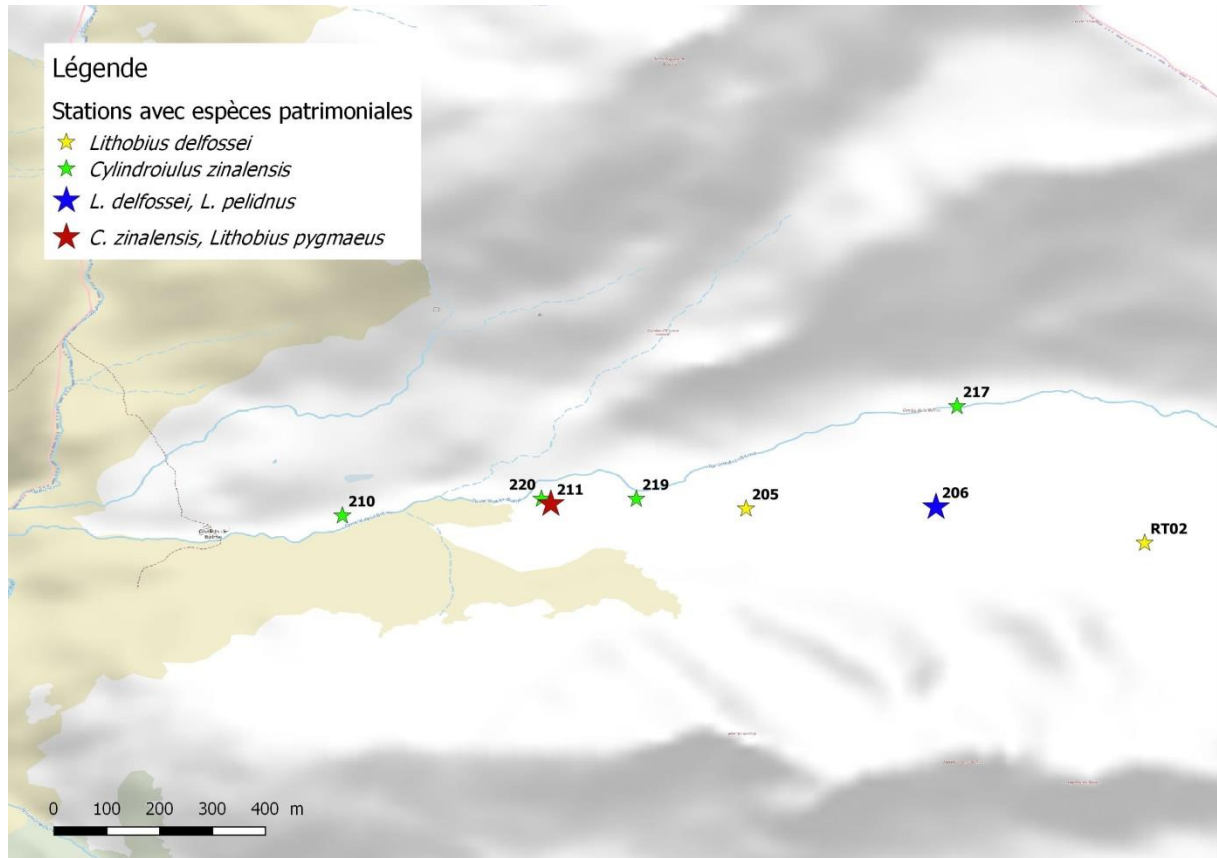 Légende
Stations avec espèces patrimoniales
Lithobius delfossei
Cylindroiulus zinalensis
L. delfossei, L. pelidnus
C. zinalensis, Lithobius pygmaeus
217
220
211
219
205
206
210
RT02
0 100 200 300 400 m